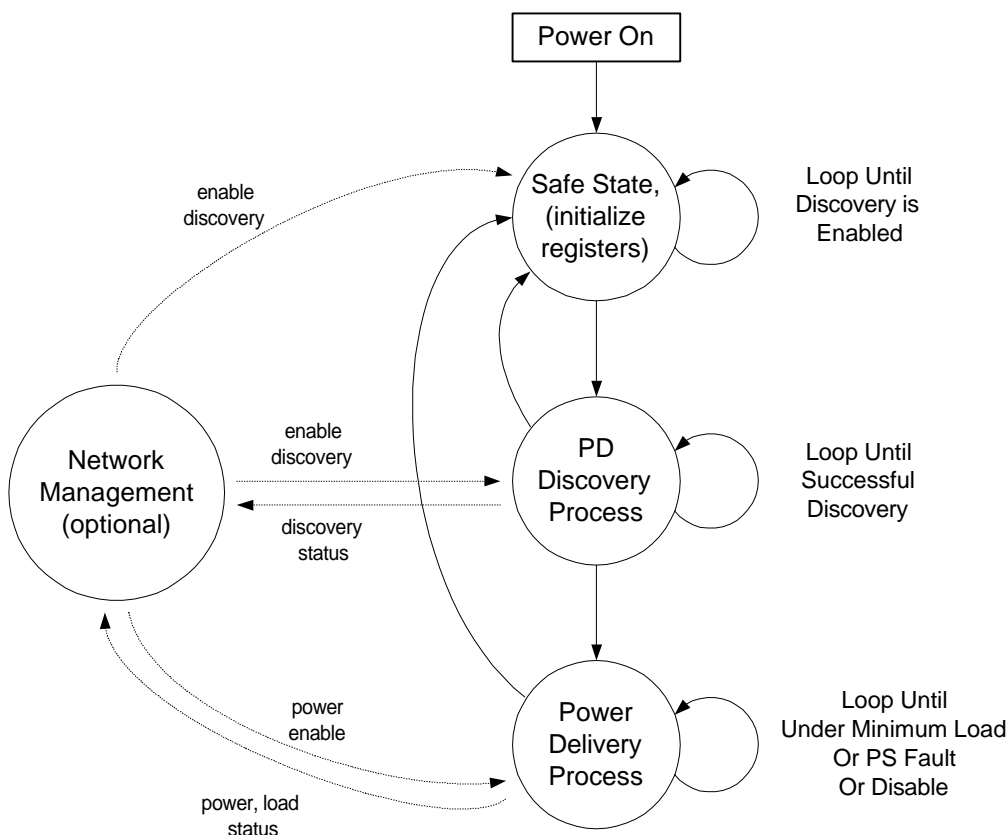 Power On
Safe State,
(initialize
registers)
Loop Until
Discovery is
Enabled
enable
discovery
Network
Management
(optional)
enable
discovery
discovery
status
PD
Discovery
Process
Loop Until
Successful
Discovery
power
enable
power, load
status
Power
Delivery
Process
Loop Until
Under Minimum Load
Or PS Fault
Or Disable